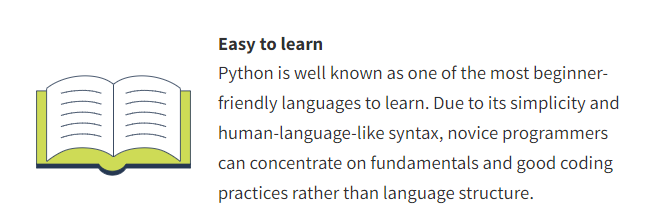 Easy to learn
Python is well known as one of the most beginner-
friendly languages to learn. Due to its simplicity and
human-language-like syntax, novice programmers
can concentrate on fundamentals and good coding
practices rather than language structure.